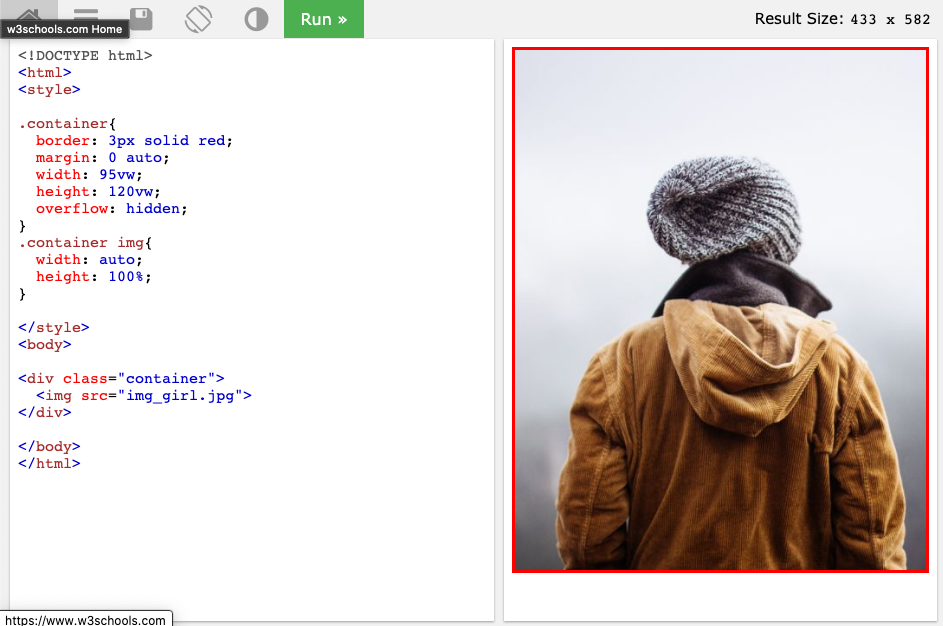 w3schools.com Home
Run »
Result Size: 433 x 582
<!DOCTYPE html>
<html>
<style>
.container{
  border: 3px solid red;
  margin: 0 auto;
  width: 95vw;
  height: 120vw;
  overflow: hidden;
}
.container img{
  width: auto;
  height: 100%;
}
</style>
<body>
<div class="container">
  <img src="img_girl.jpg">
</div>
</body>
</html>
https://www.w3schools.com